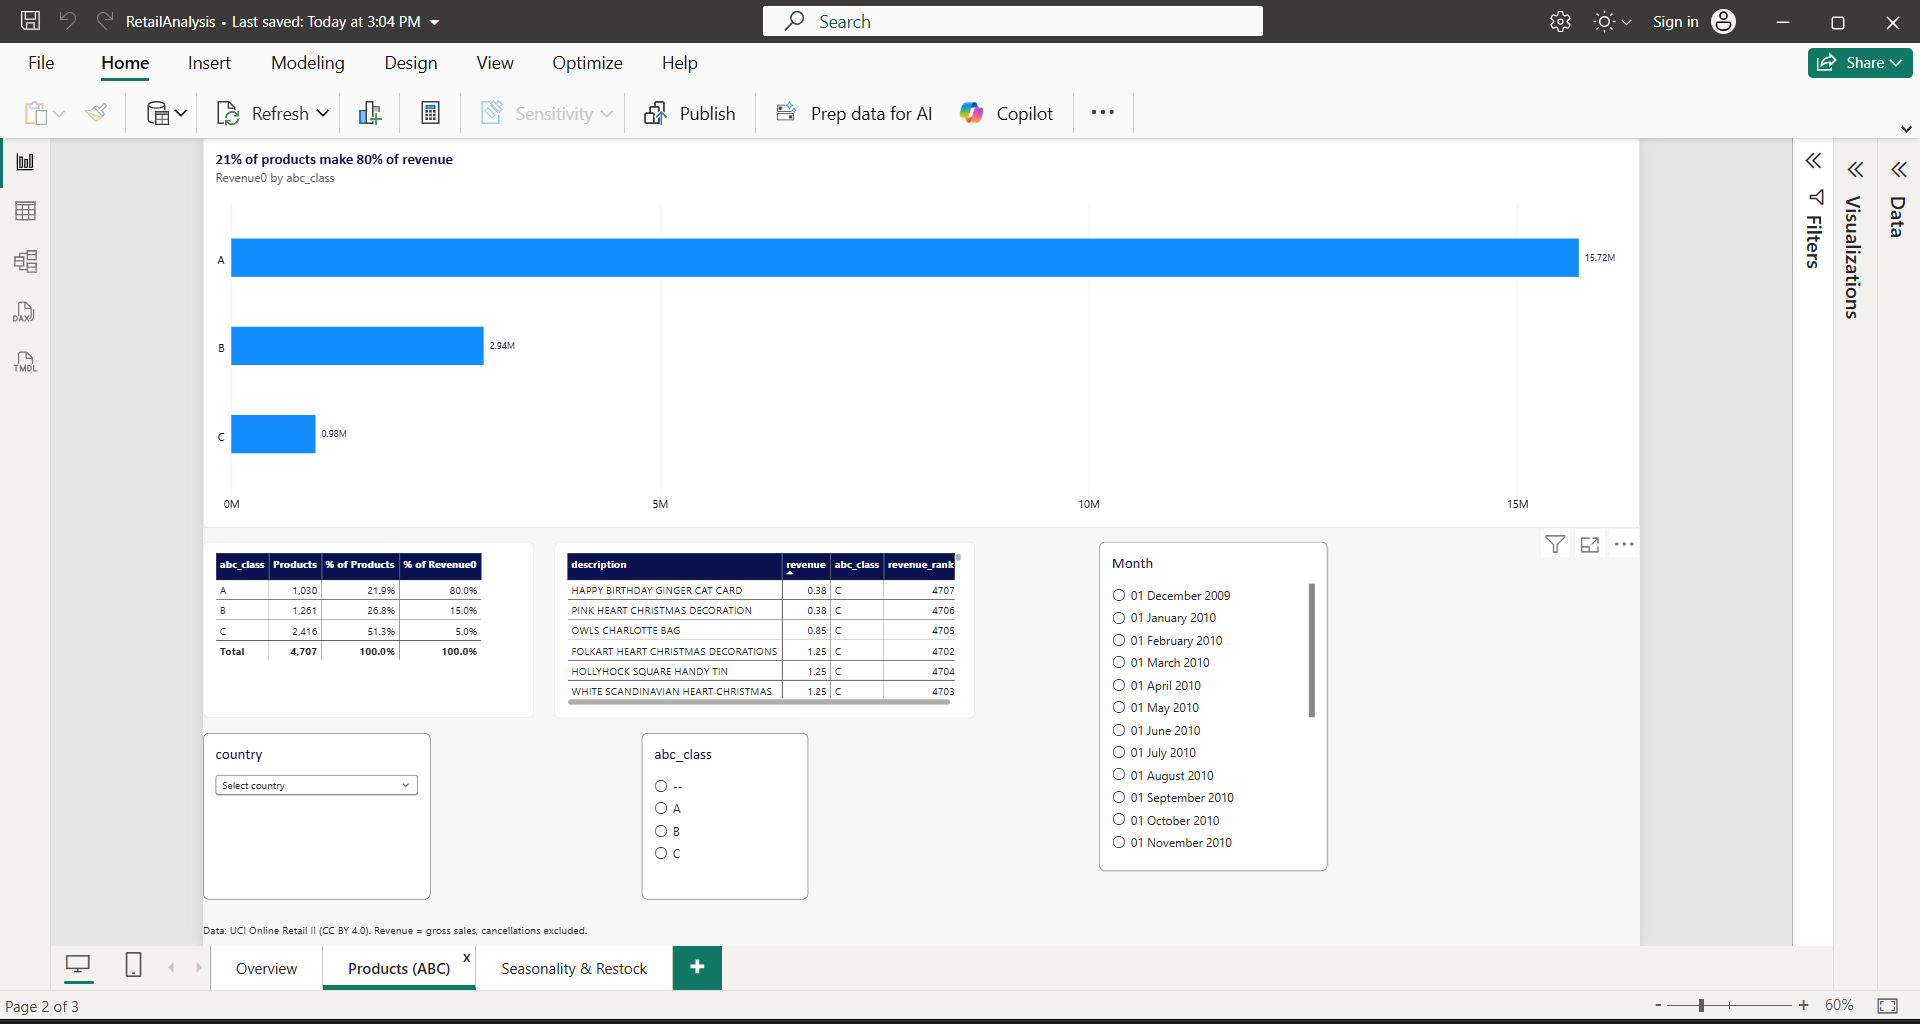 RetailAnalysis • Last saved: Today at 3:04 PM
Search
Sign in
File Home Insert Modeling Design View Optimize Help
Share
Refresh Sensitivity Publish Prep data for AI Copilot
DAX
TMDL
21% of products make 80% of revenue
Revenue0 by abc_class
A 15.72M
B 2.94M
C 0.98M
0M 5M 10M 15M
Filters
Visualizations
Data
abc_class Products % of Products % of Revenue0
A 1,030 21.9% 80.0%
B 1,261 26.8% 15.0%
C 2,416 51.3% 5.0%
Total 4,707 100.0% 100.0%
description revenue abc_class revenue_rank
HAPPY BIRTHDAY GINGER CAT CARD 0.38 C 4707
PINK HEART CHRISTMAS DECORATION 0.38 C 4706
OWLS CHARLOTTE BAG 0.85 C 4705
FOLKART HEART CHRISTMAS DECORATIONS 1.25 C 4702
HOLLYHOCK SQUARE HANDY TIN 1.25 C 4704
WHITE SCANDINAVIAN HEART CHRISTMAS 1.25 C 4703
Month
01 December 2009
01 January 2010
01 February 2010
01 March 2010
01 April 2010
01 May 2010
01 June 2010
01 July 2010
01 August 2010
01 September 2010
01 October 2010
01 November 2010
country
Select country
abc_class
--
A
B
C
Data: UCI Online Retail II (CC BY 4.0). Revenue = gross sales, cancellations excluded.
Overview Products (ABC) x Seasonality & Restock +
Page 2 of 3
- + 60%